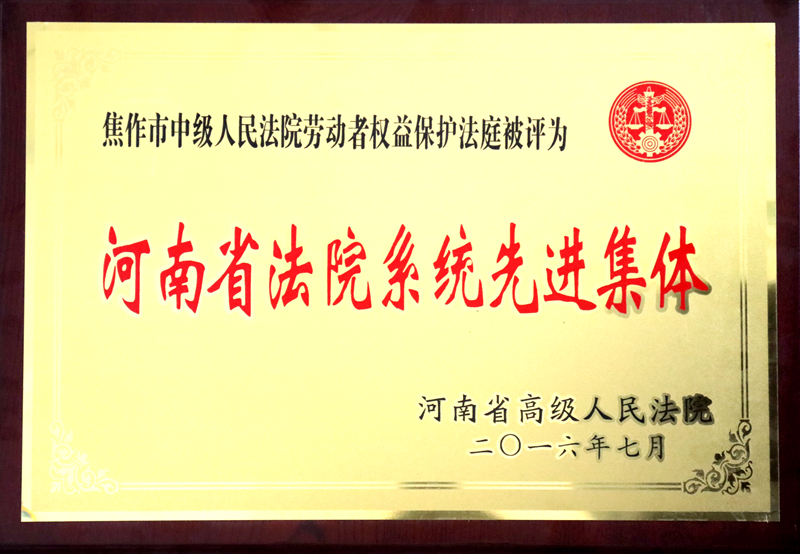 焦作市中级人民法院劳动者权益保护法庭被评为
河南省法院系统先进集体
河南省高级人民法院
二〇一六年七月